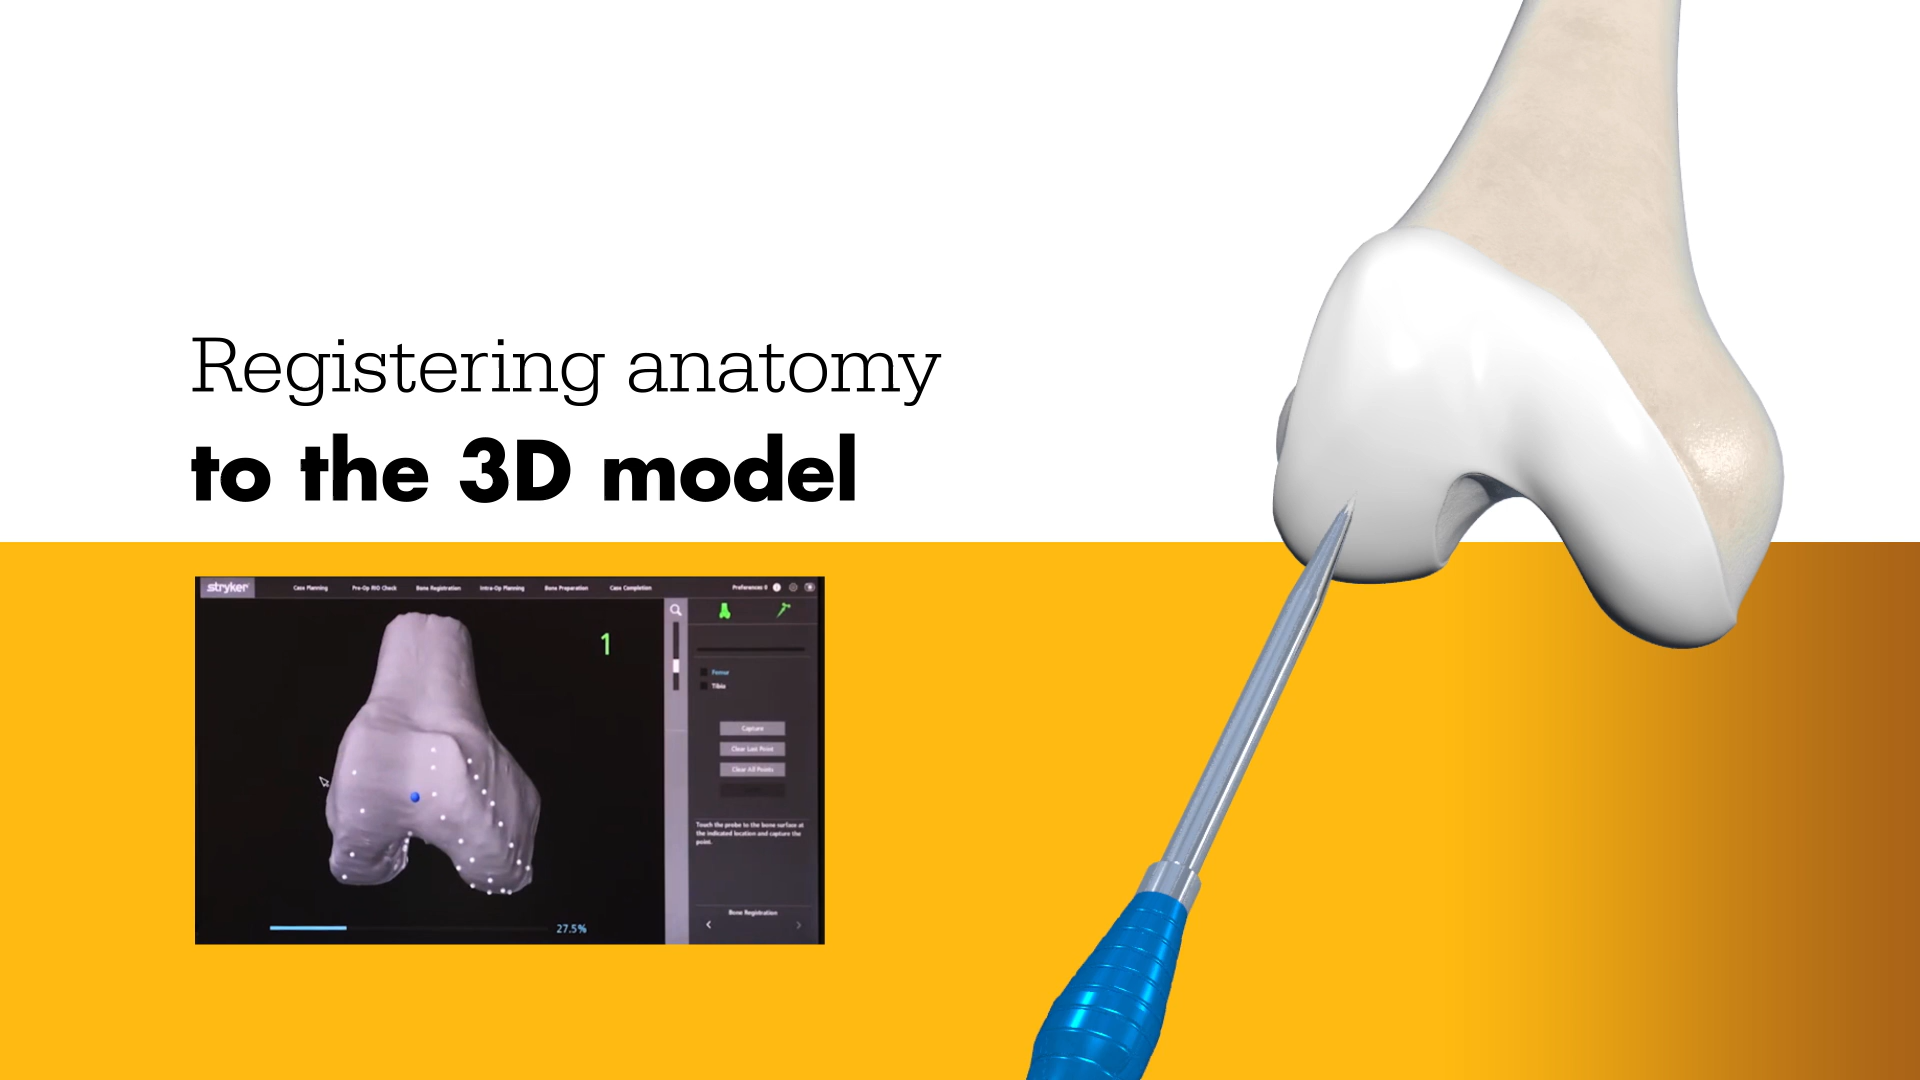 Registering anatomy
to the 3D model
stryker
Case Planning
Pre-Op RIO Check
Bone Registration
Intra-Op Planning
Bone Preparation
Case Completion
Preferences
1
Femur
Tibia
Capture
Clear Last Point
Clear All Points
Touch the probe to the bone surface at
the indicated location and capture the
point.
Bone Registration
27.5%